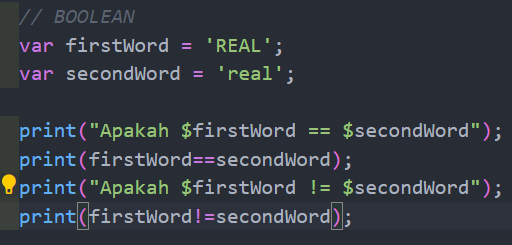 // BOOLEAN
var firstWord = 'REAL';
var secondWord = 'real';
print("Apakah $firstWord == $secondWord");
print(firstWord==secondWord);
print("Apakah $firstWord != $secondWord");
print(firstWord!=secondWord);